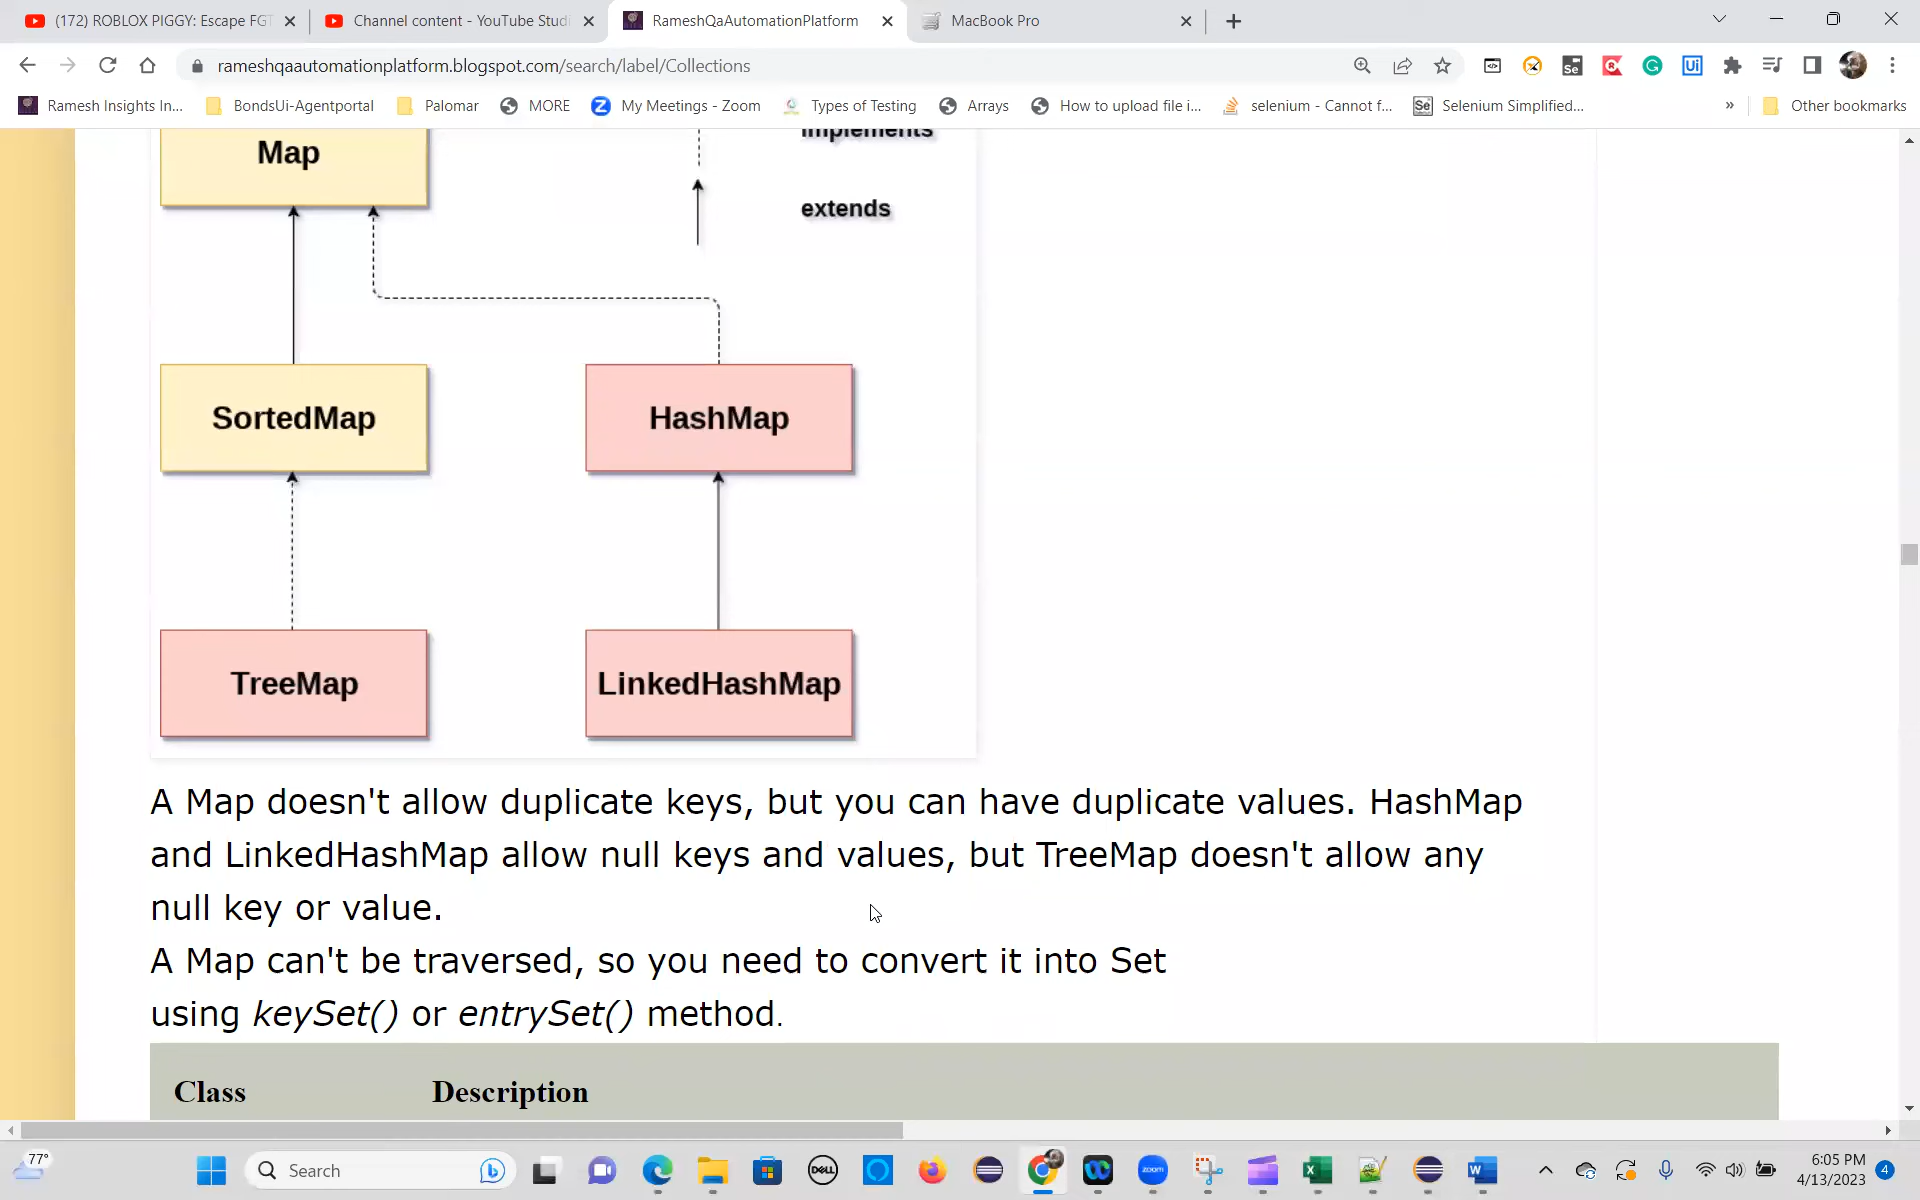 (172) ROBLOX PIGGY: Escape FGT
Channel content - YouTube Studi
RameshQaAutomationPlatform
MacBook Pro
rameshqaautomationplatform.blogspot.com/search/label/Collections
Ramesh Insights In...
BondsUi-Agentportal
Palomar
MORE
My Meetings - Zoom
Types of Testing
Arrays
How to upload file i...
selenium - Cannot f...
Selenium Simplified...
»
Other bookmarks
Map
implements
extends
SortedMap
HashMap
TreeMap
LinkedHashMap
A Map doesn't allow duplicate keys, but you can have duplicate values. HashMap
and LinkedHashMap allow null keys and values, but TreeMap doesn't allow any
null key or value.
A Map can't be traversed, so you need to convert it into Set
using keySet() or entrySet() method.
Class Description
77°
Search
DELL
zoom
6:05 PM
4/13/2023
4